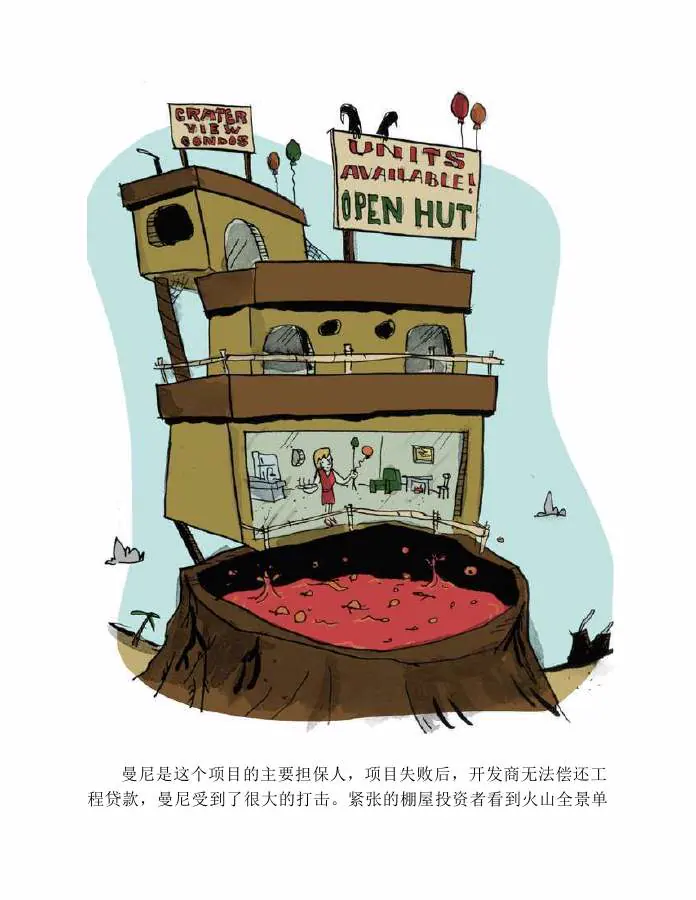 CRATER
VIEW
CONDOS
UNITS
AVAILABLE!
OPEN HUT
曼尼是这个项目的主要担保人，项目失败后，开发商无法偿还工
程贷款，曼尼受到了很大的打击。紧张的棚屋投资者看到火山全景单